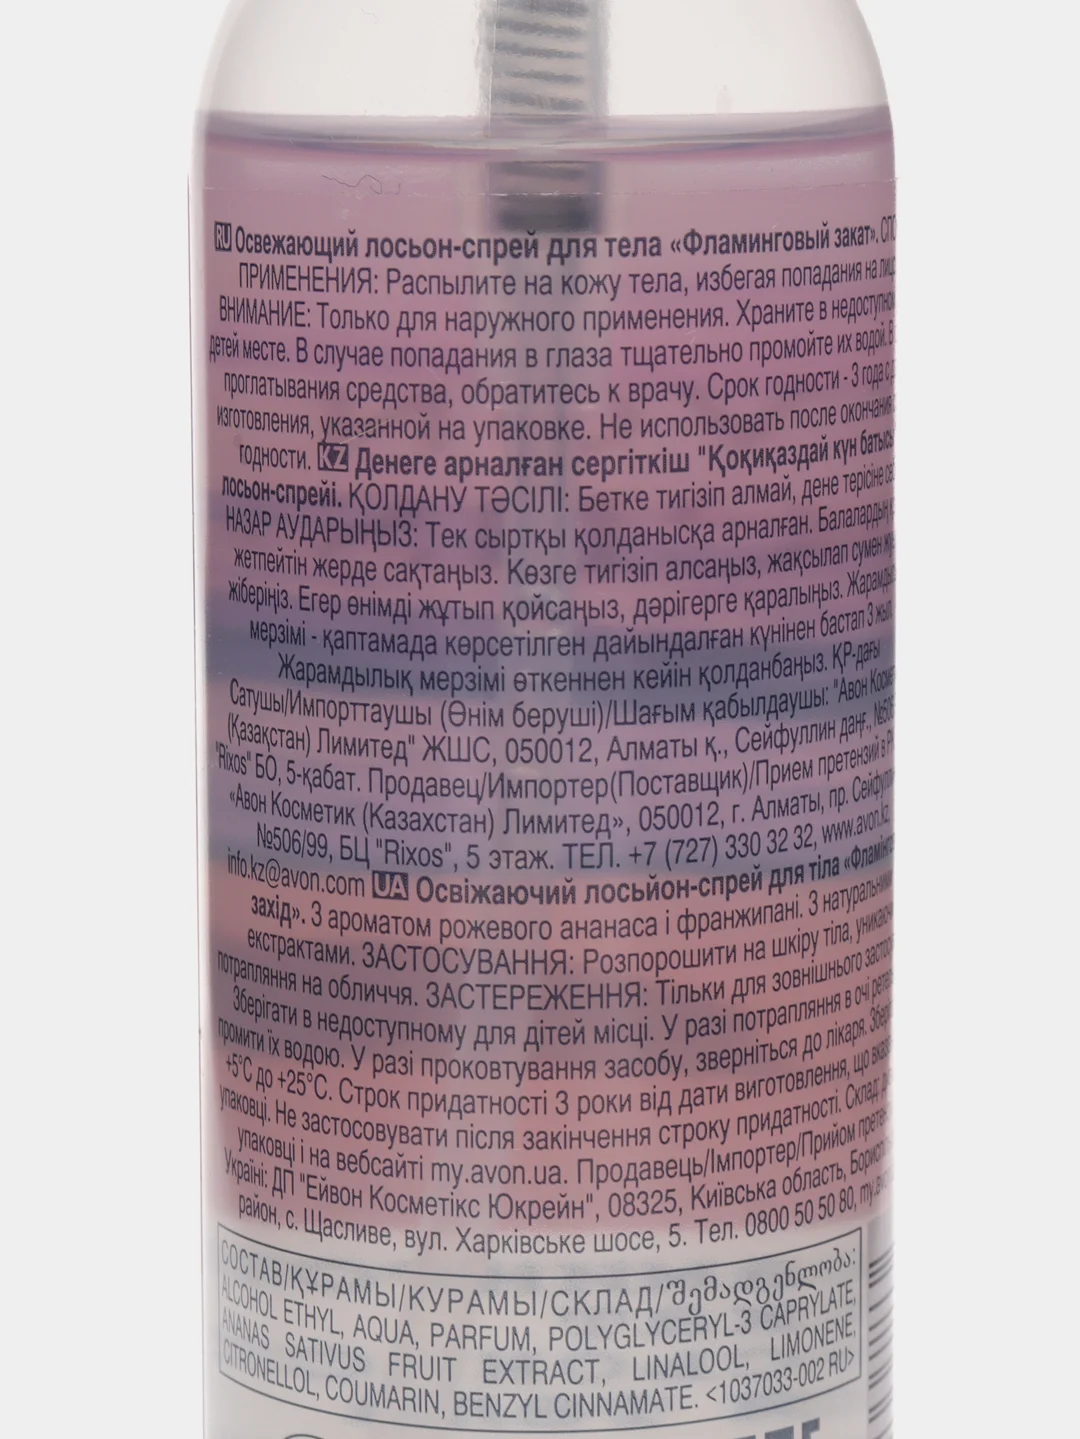 RU Освежающий лосьон-спрей для тела «Фламинговый закат».
ПРИМЕНЕНИЯ: Распылите на кожу тела, избегая попадания на лицо
ВНИМАНИЕ: Только для наружного применения. Храните в недоступном
детей месте. В случае попадания в глаза тщательно промойте их водой. В
проглатывания средства, обратитесь к врачу. Срок годности - 3 года с
изготовления, указанной на упаковке. Не использовать после окончания
годности. KZ Денеге арналған сергіткіш "Қоқиқаздай күн батысы
лосьон-спрейі. ҚОЛДАНУ ТӘСІЛІ: Бетке тигізіп алмай, дене терісіне
НАЗАР АУДАРЫҢЫЗ: Тек сыртқы қолданысқа арналған. Балалардың
жетпейтін жерде сақтаңыз. Көзге тигізіп алсаңыз, жақсылап сумен
жіберіңіз. Егер өнімді жұтып қойсаңыз, дәрігерге қаралыңыз.
мерзімі - қаптамада көрсетілген дайындалған күнінен бастап 3 жыл.
Жарамдылық мерзімі өткеннен кейін қолданбаңыз. ҚР-дағы
Сатушы/Импорттаушы (Өнім беруші)/Шағым қабылдаушы: "Авон
(Қазақстан) Лимитед" ЖШС, 050012, Алматы қ., Сейфуллин даңғ.,
"Rixos" БО, 5-қабат. Продавец/Импортер(Поставщик)/Прием претензий в
«Авон Косметик (Казахстан) Лимитед», 050012, г. Алматы, пр.
№506/99, БЦ "Rixos", 5 этаж. ТЕЛ. +7 (727) 330 32 32, www.avon.kz,
info.kz@avon.com UA Освіжаючий лосьйон-спрей для тіла
захід». З ароматом рожевого ананаса і франжипані. З натуральними
екстрактами. ЗАСТОСУВАННЯ: Розпорошити на шкіру тіла, уникаючи
потрапляння на обличчя. ЗАСТЕРЕЖЕННЯ: Тільки для зовнішнього
Зберігати в недоступному для дітей місці. У разі потрапляння в очі
промити їх водою. У разі проковтування засобу, зверніться до лікаря.
+5°C до +25°C. Строк придатності 3 роки від дати виготовлення, що
упаковці. Не застосовувати після закінчення строку придатності. Склад:
упаковці і на вебсайті my.avon.ua. Продавець/Імпортер/Прийом
Україні: ДП "Ейвон Косметікс Юкрейн", 08325, Київська область,
район, с. Щасливе, вул. Харківське шосе, 5. Тел. 0800 50 50 80,
СОСТАВ/ҚҰРАМЫ/КУРАМЫ/СКЛАД/შემადგენლობა:
ALCOHOL ETHYL, AQUA, PARFUM, POLYGLYCERYL-3 CAPRYLATE,
ANANAS SATIVUS FRUIT EXTRACT, LINALOOL, LIMONENE,
CITRONELLOL, COUMARIN, BENZYL CINNAMATE. <1037033-002 RU>